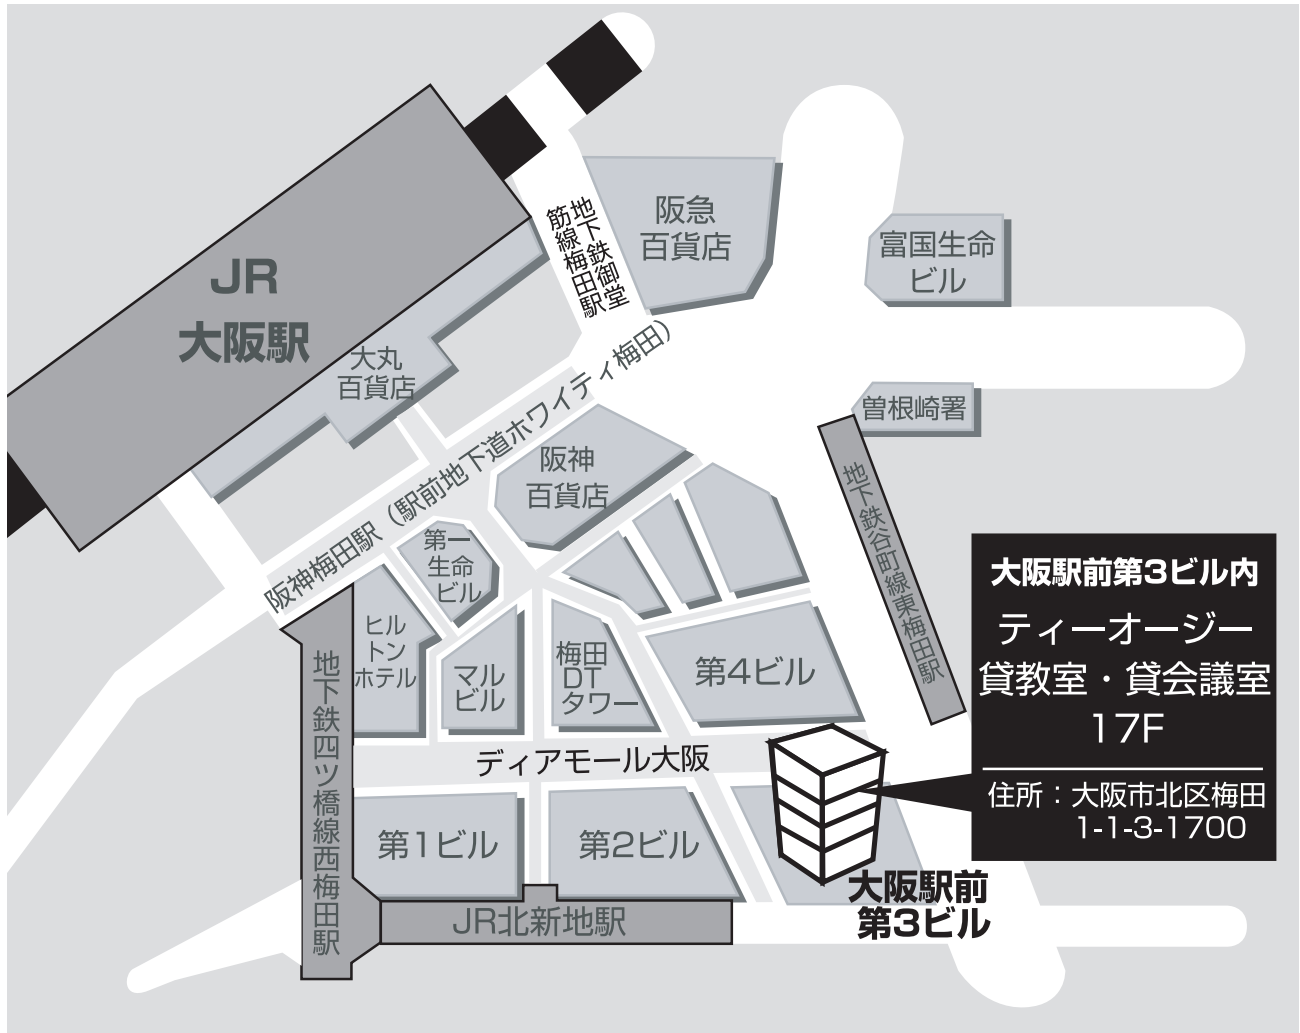 JR
大阪駅
大丸
百貨店
地下鉄御堂
筋線梅田駅
阪急
百貨店
富国生命
ビル
曽根崎署
阪神梅田駅（駅前地下道ホワイティ梅田）
阪神
百貨店
第一
生命
ビル
ヒル
トン
ホテル
マル
ビル
梅田
DT
タワー
第4ビル
地下鉄谷町線東梅田駅
地下鉄四ツ橋線西梅田駅
ディアモール大阪
第1ビル
第2ビル
JR北新地駅
大阪駅前
第3ビル
大阪駅前第3ビル内
ティーオージー
貸教室・貸会議室
17F
住所：大阪市北区梅田
1-1-3-1700